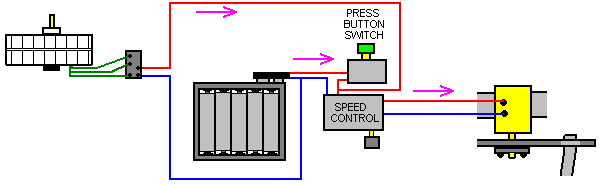 PRESS
BUTTON
SWITCH
SPEED
CONTROL